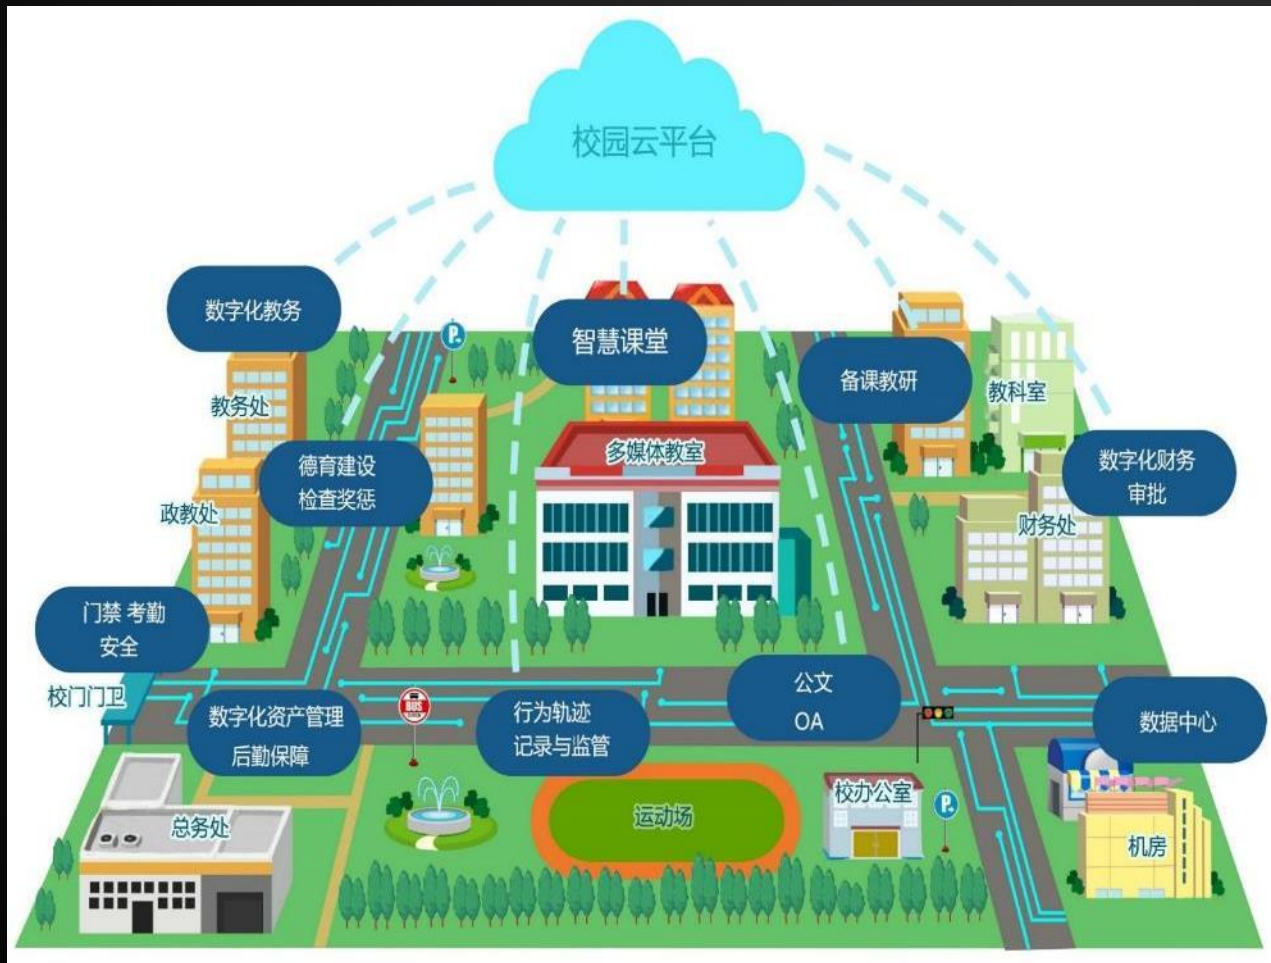 校园云平台
数字化教务
智慧课堂
备课教研
教务处
教科室
德育建设
检查奖惩
多媒体教室
数字化财务
审批
政教处
财务处
门禁 考勤
安全
校门门卫
数字化资产管理
后勤保障
BUS
行为轨迹
记录与监管
公文
OA
数据中心
总务处
运动场
校办公室
机房
P
P